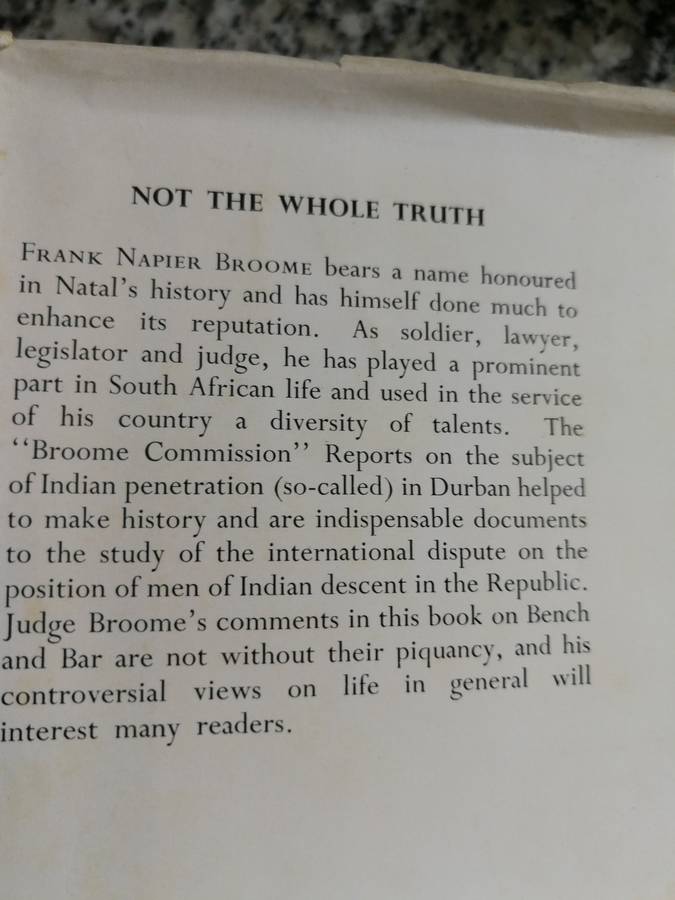 NOT THE WHOLE TRUTH
FRANK NAPIER BROOME bears a name honoured
in Natal's history and has himself done much to
enhance its reputation. As soldier, lawyer,
legislator and judge, he has played a prominent
part in South African life and used in the service
of his country a diversity of talents. The
“Broome Commission” Reports on the subject
of Indian penetration (so-called) in Durban helped
to make history and are indispensable documents
to the study of the international dispute on the
position of men of Indian descent in the Republic.
Judge Broome's comments in this book on Bench
and Bar are not without their piquancy, and his
controversial views on life in general will
interest many readers.